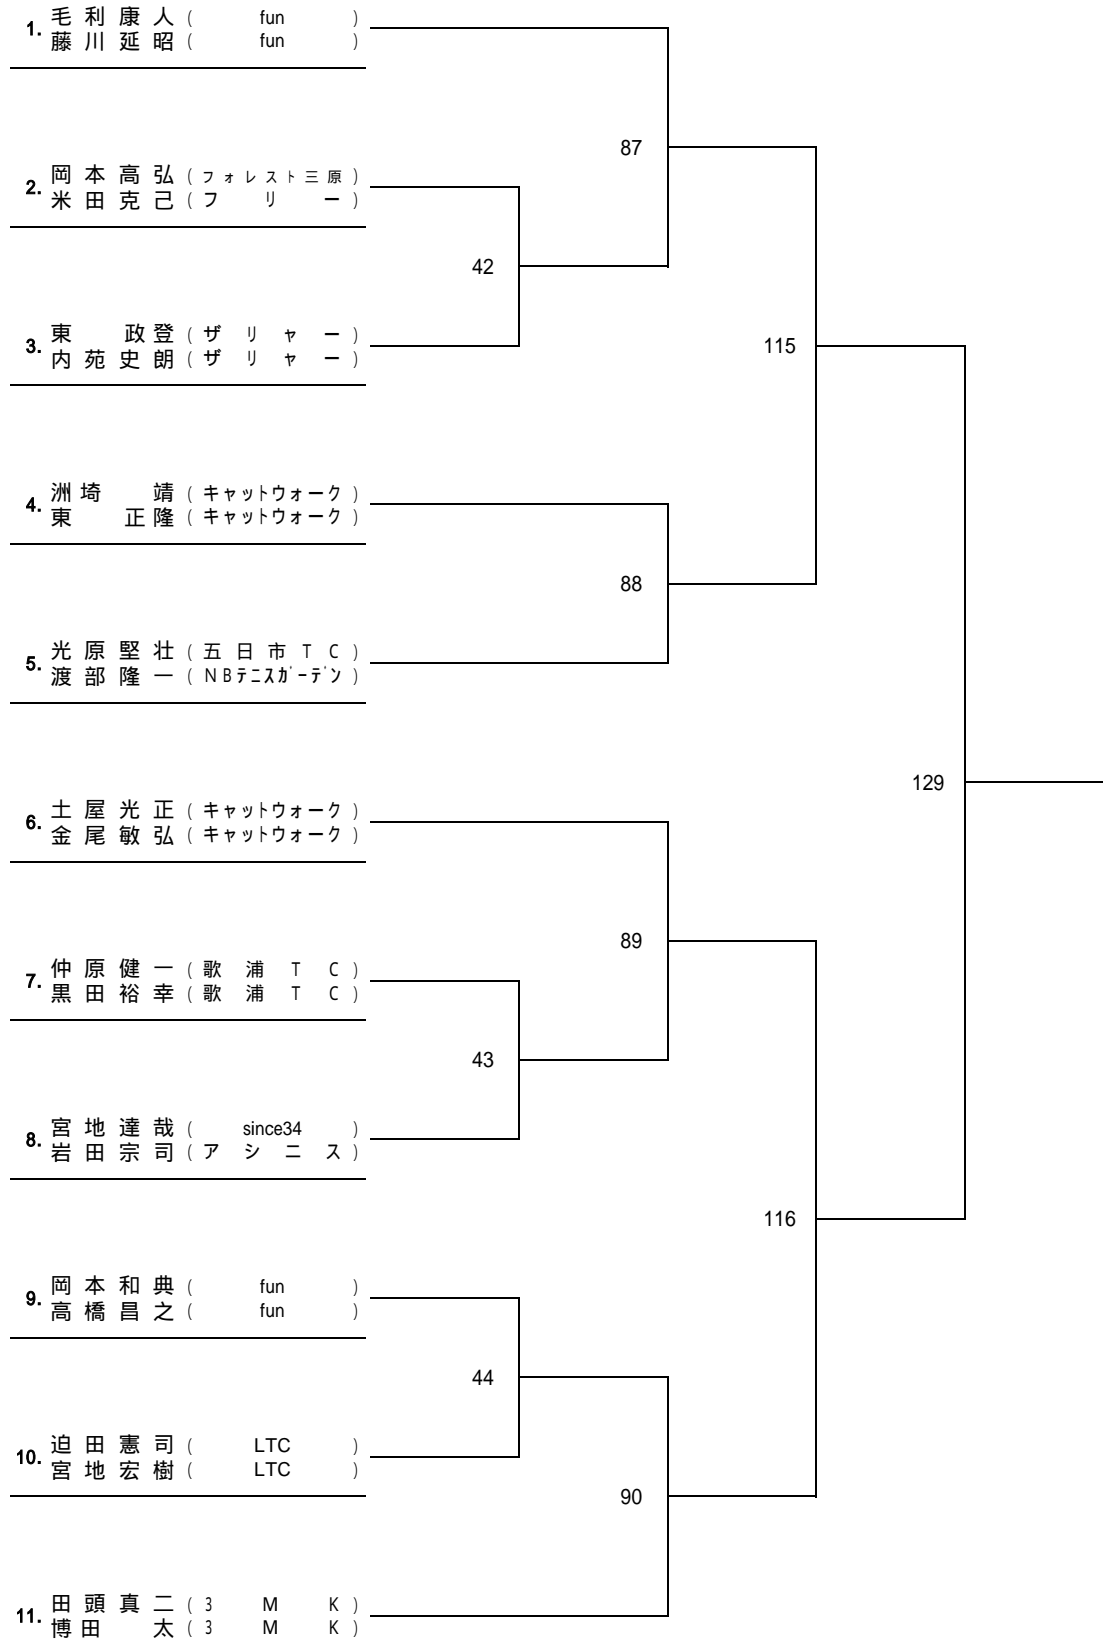 1. 毛利康人 ( fun )
藤川延昭 ( fun )
87
2. 岡本高弘 ( フォレスト三原 )
米田克己 ( フリー )
42
3. 東 政登 ( ザリャー )
内苑史朗 ( ザリャー )
115
4. 洲埼 靖 ( キャットウォーク )
東 正隆 ( キャットウォーク )
88
5. 光原堅壮 ( 五日市TC )
渡部隆一 ( NBテニスガーデン )
129
6. 土屋光正 ( キャットウォーク )
金尾敏弘 ( キャットウォーク )
89
7. 仲原健一 ( 歌浦TC )
黒田裕幸 ( 歌浦TC )
43
8. 宮地達哉 ( since34 )
岩田宗司 ( アシニス )
116
9. 岡本和典 ( fun )
高橋昌之 ( fun )
44
10. 迫田憲司 ( LTC )
宮地宏樹 ( LTC )
90
11. 田頭真二 ( 3MK )
博田 太 ( 3MK )